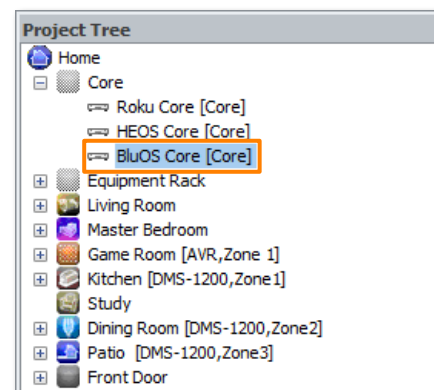 Project Tree
Home
Core
Roku Core [Core]
HEOS Core [Core]
BluOS Core [Core]
Equipment Rack
Living Room
Master Bedroom
Game Room [AVR,Zone 1]
Kitchen [DMS-1200,Zone1]
Study
Dining Room [DMS-1200,Zone2]
Patio [DMS-1200,Zone3]
Front Door